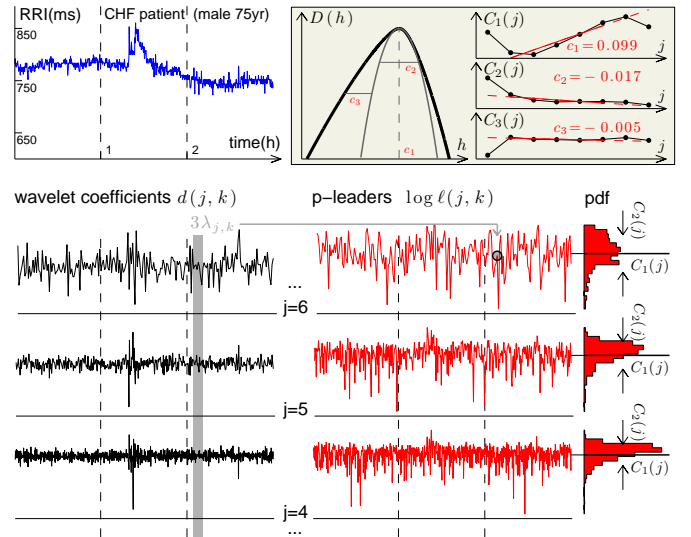 RRI(ms) CHF patient (male 75yr)
850
750
650
time(h)
1 2
D(h)
c₂
c₃
c₁
h
C₁(j)
c₁=0.099
j
C₂(j)
c₂=−0.017
j
C₃(j)
c₃=−0.005
j
wavelet coefficients d(j, k)
p−leaders log ℓ(j, k)
pdf
3λj,k
...
j=6
C₂(j)
C₁(j)
j=5
C₂(j)
C₁(j)
j=4
C₂(j)
C₁(j)
...